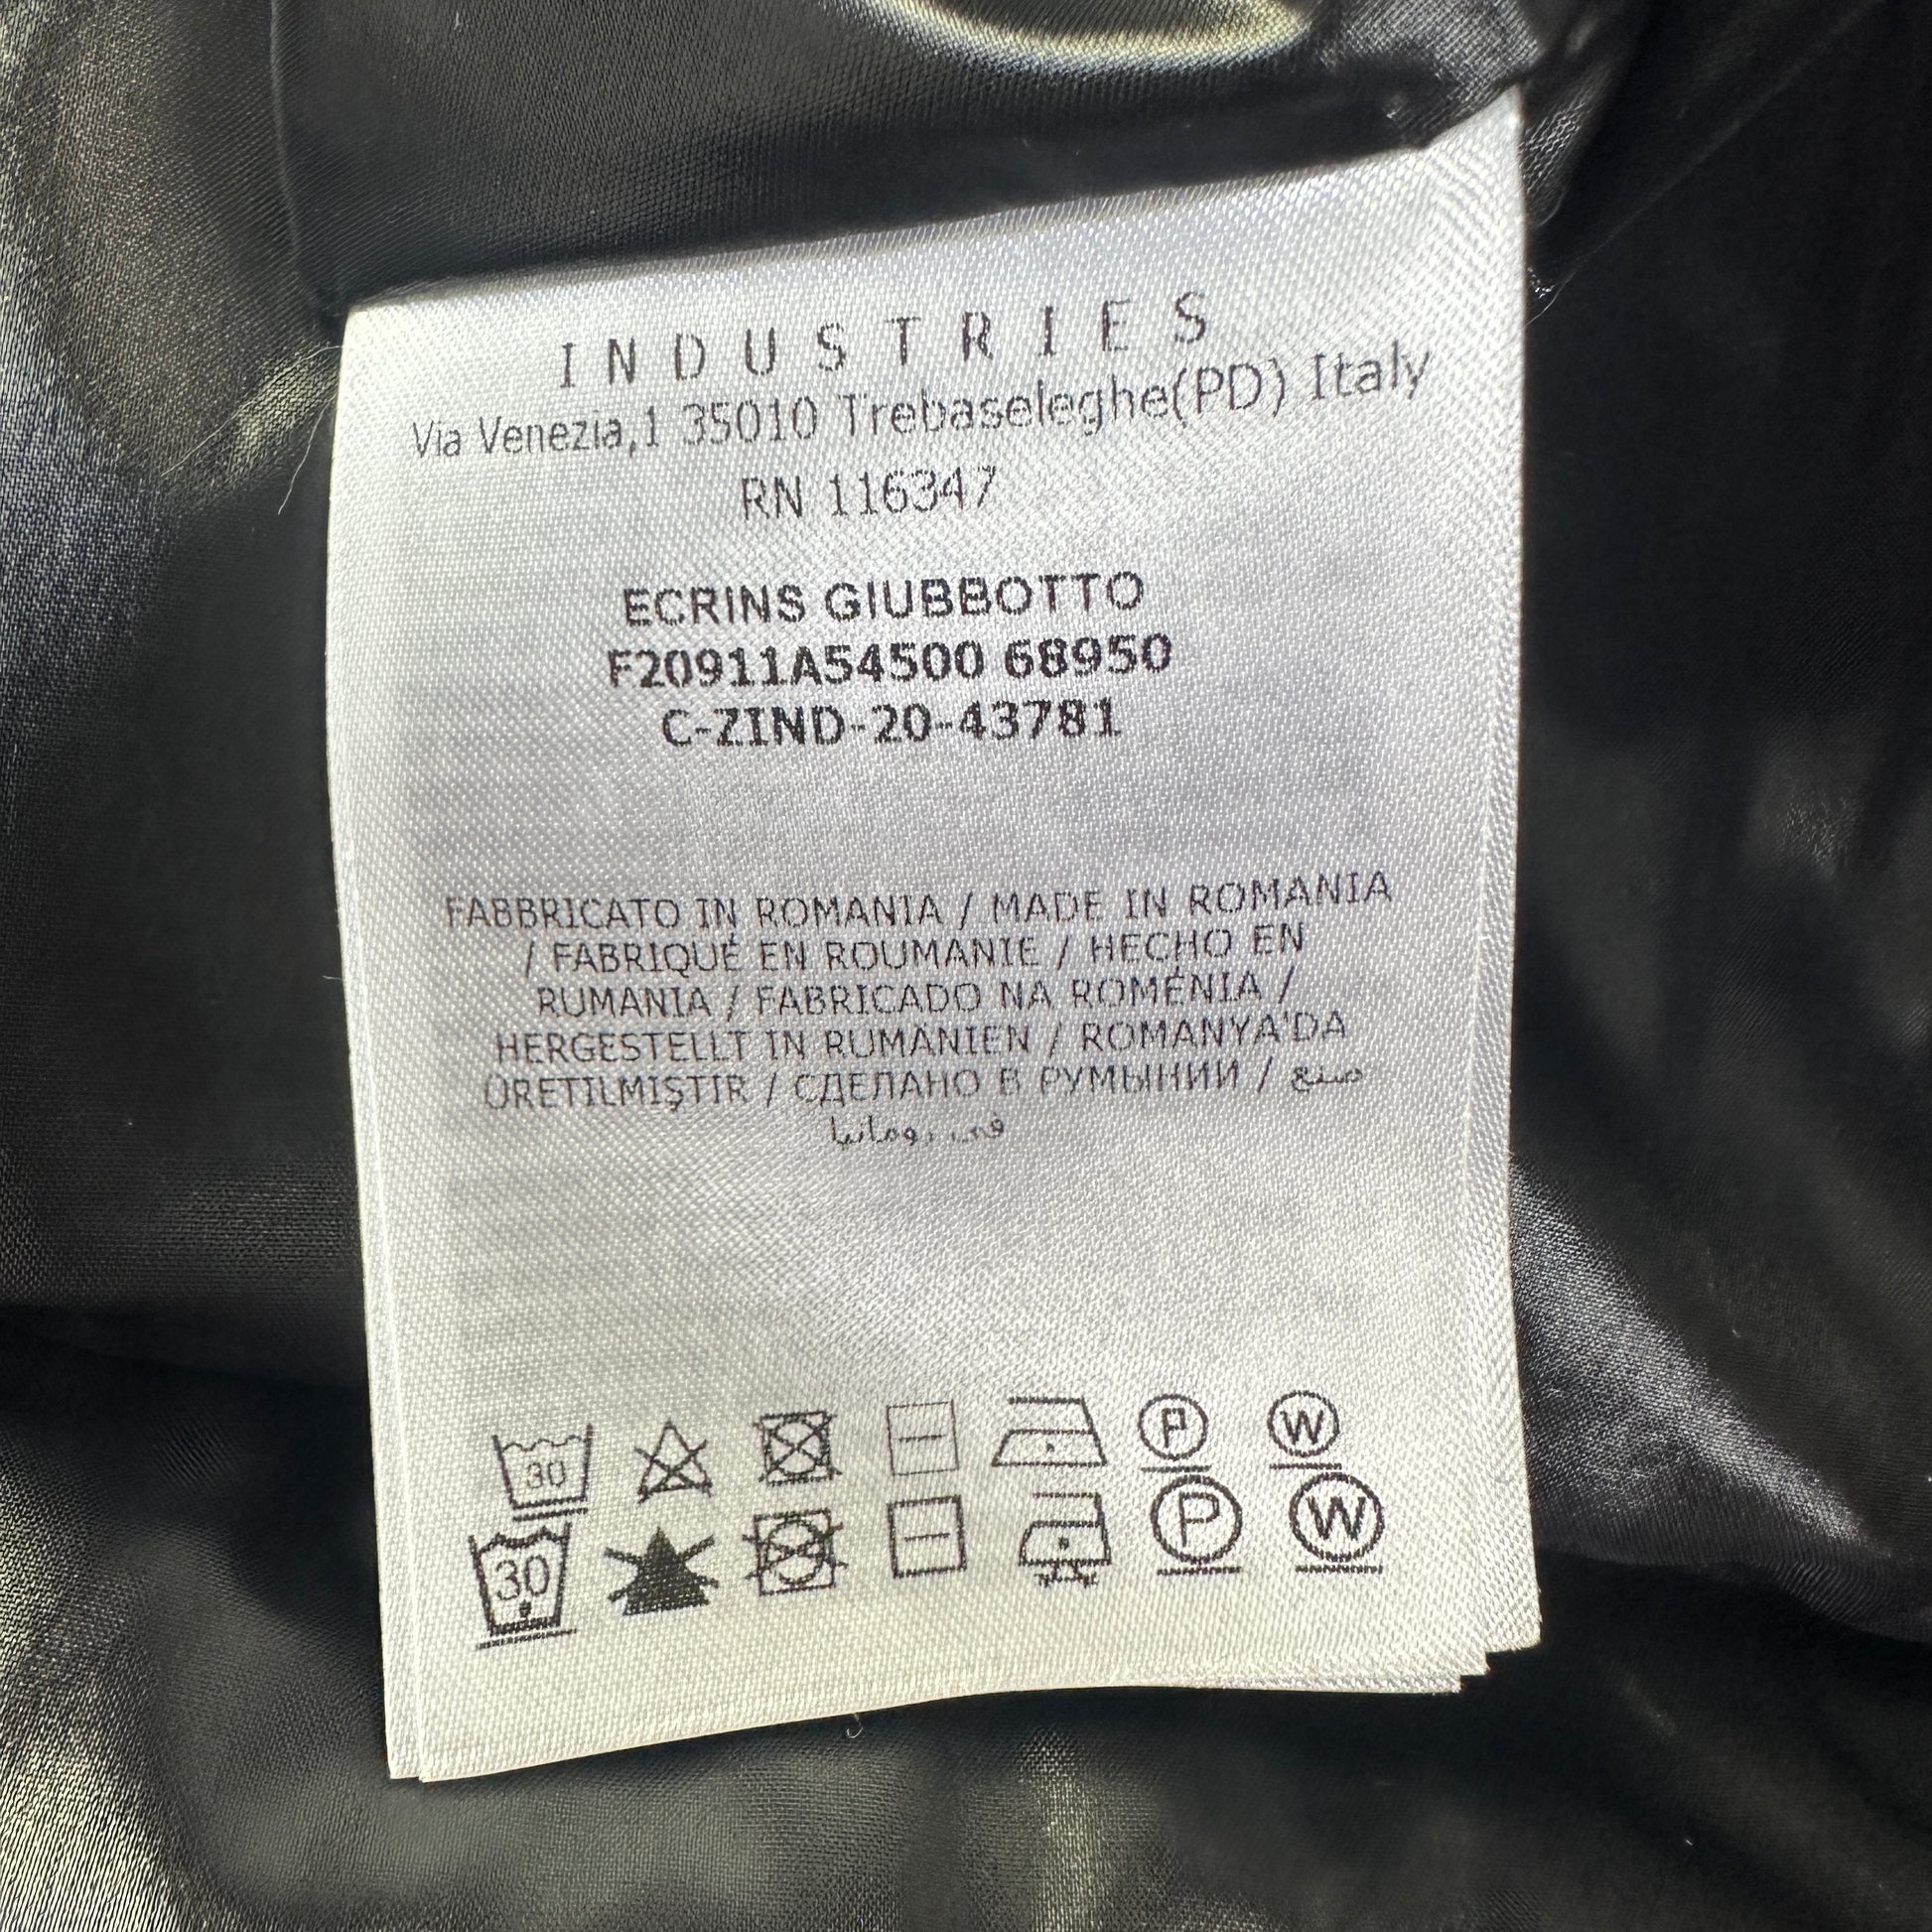 INDUSTRIES
Via Venezia,1 35010 Trebaseleghe(PD) Italy
RN 116347
ECRINS GIUBBOTTO
F20911A54500 68950
C-ZIND-20-43781
FABBRICATO IN ROMANIA / MADE IN ROMANIA
/ FABRIQUÉ EN ROUMANIE / HECHO EN
RUMANIA / FABRICADO NA ROMÉNIA /
HERGESTELLT IN RUMÄNIEN / ROMANYA'DA
ÜRETILMIŞTIR / СДЕЛАНО В РУМЫНИИ / صنع
في رومانيا
30 P W
30 P W